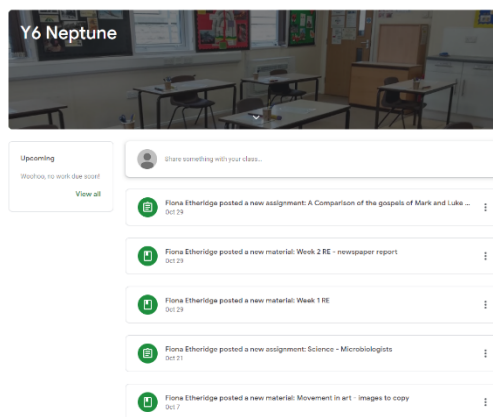 Y6 Neptune
Upcoming
Woohoo, no work due soon!
View all
Share something with your class...
Fiona Etheridge posted a new assignment: A Comparison of the gospels of Mark and Luke ...
Oct 29
Fiona Etheridge posted a new material: Week 2 RE - newspaper report
Oct 29
Fiona Etheridge posted a new material: Week 1 RE
Oct 29
Fiona Etheridge posted a new assignment: Science - Microbiologists
Oct 21
Fiona Etheridge posted a new material: Movement in art - images to copy
Oct 7